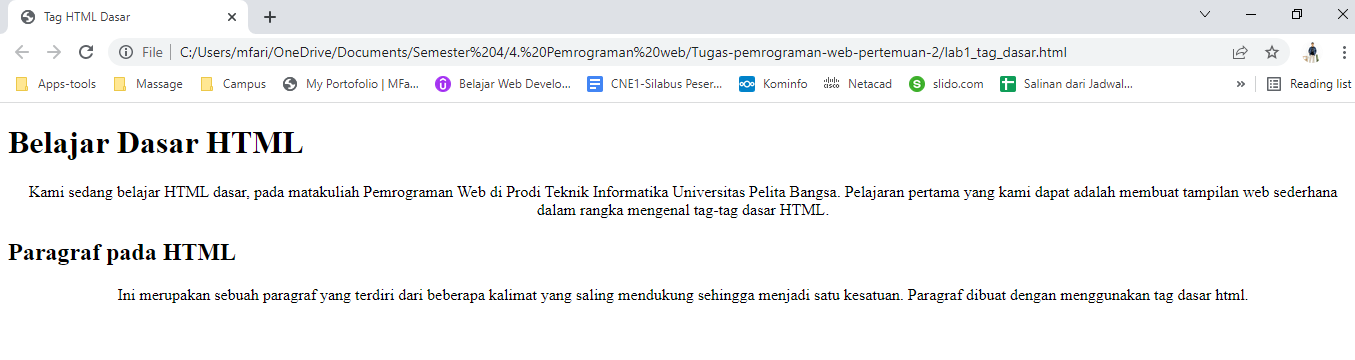 Tag HTML Dasar
File | C:/Users/mfari/OneDrive/Documents/Semester%204/4.%20Pemrograman%20web/Tugas-pemrograman-web-pertemuan-2/lab1_tag_dasar.html
Apps-tools Massage Campus My Portofolio | MFa... Belajar Web Develo... CNE1-Silabus Peser... Kominfo Netacad slido.com Salinan dari Jadwal... » Reading list
Belajar Dasar HTML
Kami sedang belajar HTML dasar, pada matakuliah Pemrograman Web di Prodi Teknik Informatika Universitas Pelita Bangsa. Pelajaran pertama yang kami dapat adalah membuat tampilan web sederhana
dalam rangka mengenal tag-tag dasar HTML.
Paragraf pada HTML
Ini merupakan sebuah paragraf yang terdiri dari beberapa kalimat yang saling mendukung sehingga menjadi satu kesatuan. Paragraf dibuat dengan menggunakan tag dasar html.